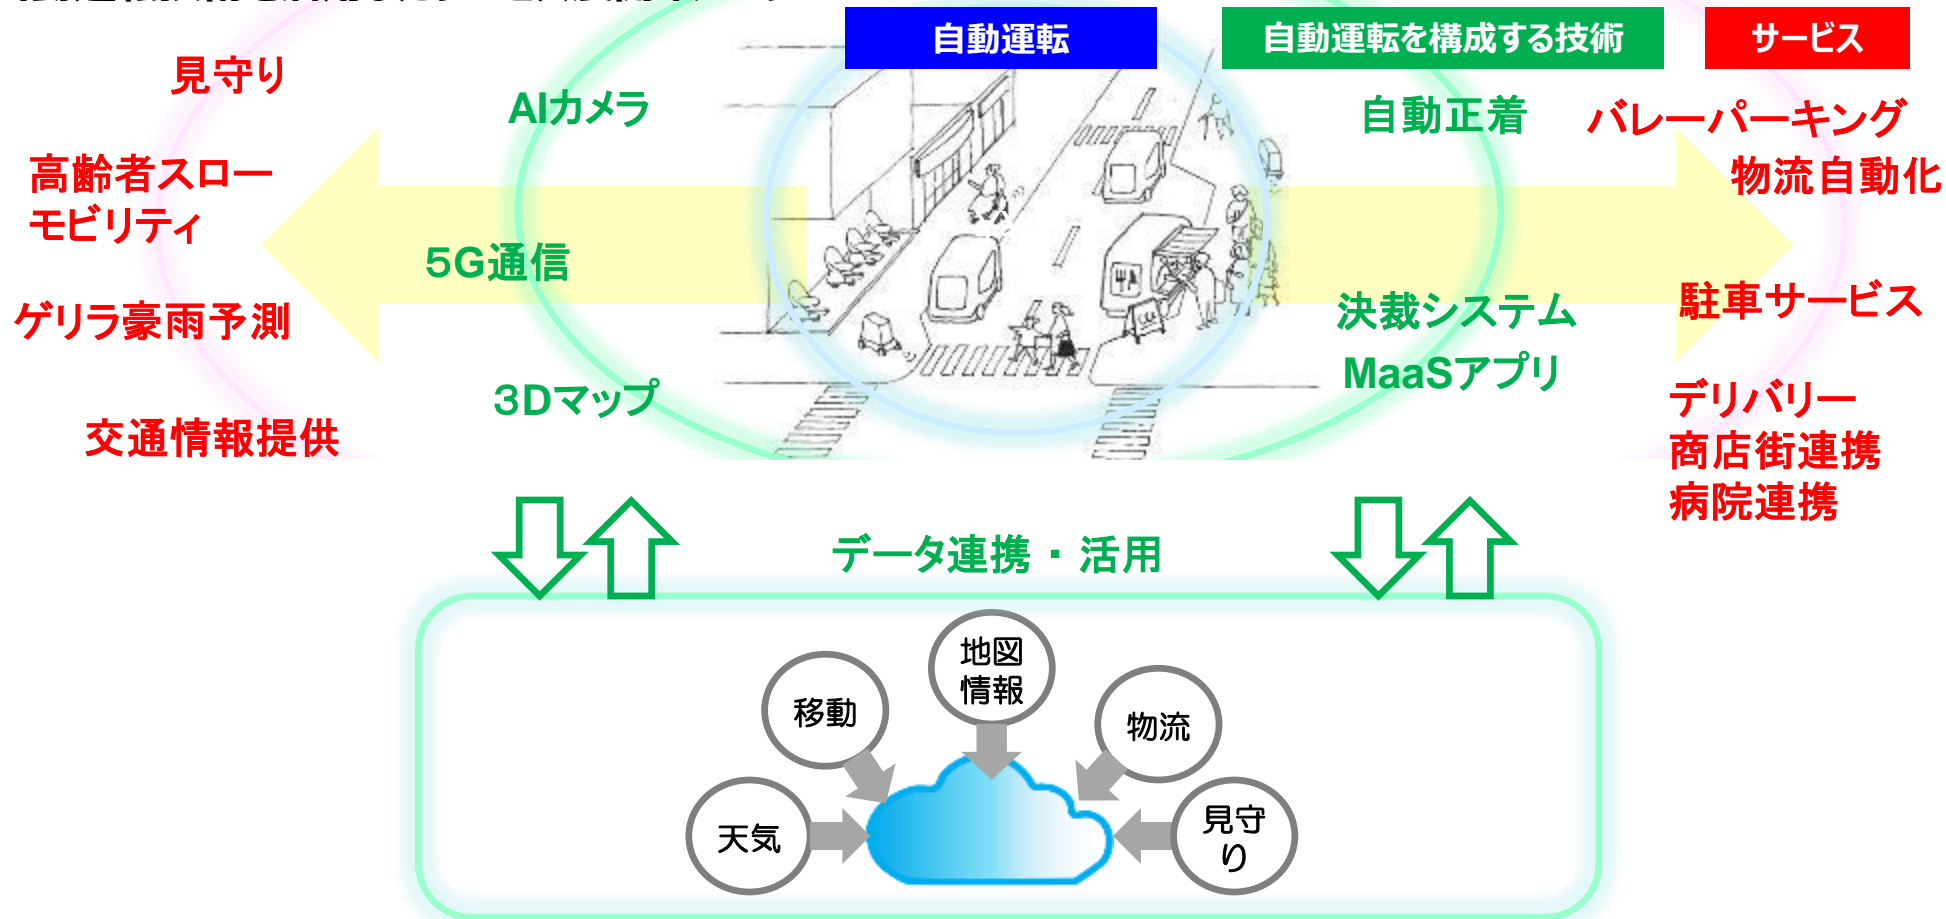 自動運転
自動運転を構成する技術
サービス
見守り
AIカメラ
自動正着
バレーパーキング
物流自動化
高齢者スロー
モビリティ
5G通信
ゲリラ豪雨予測
決裁システム
駐車サービス
MaaSアプリ
3Dマップ
交通情報提供
デリバリー
商店街連携
病院連携
データ連携・活用
地図
情報
移動
物流
天気
見守
り